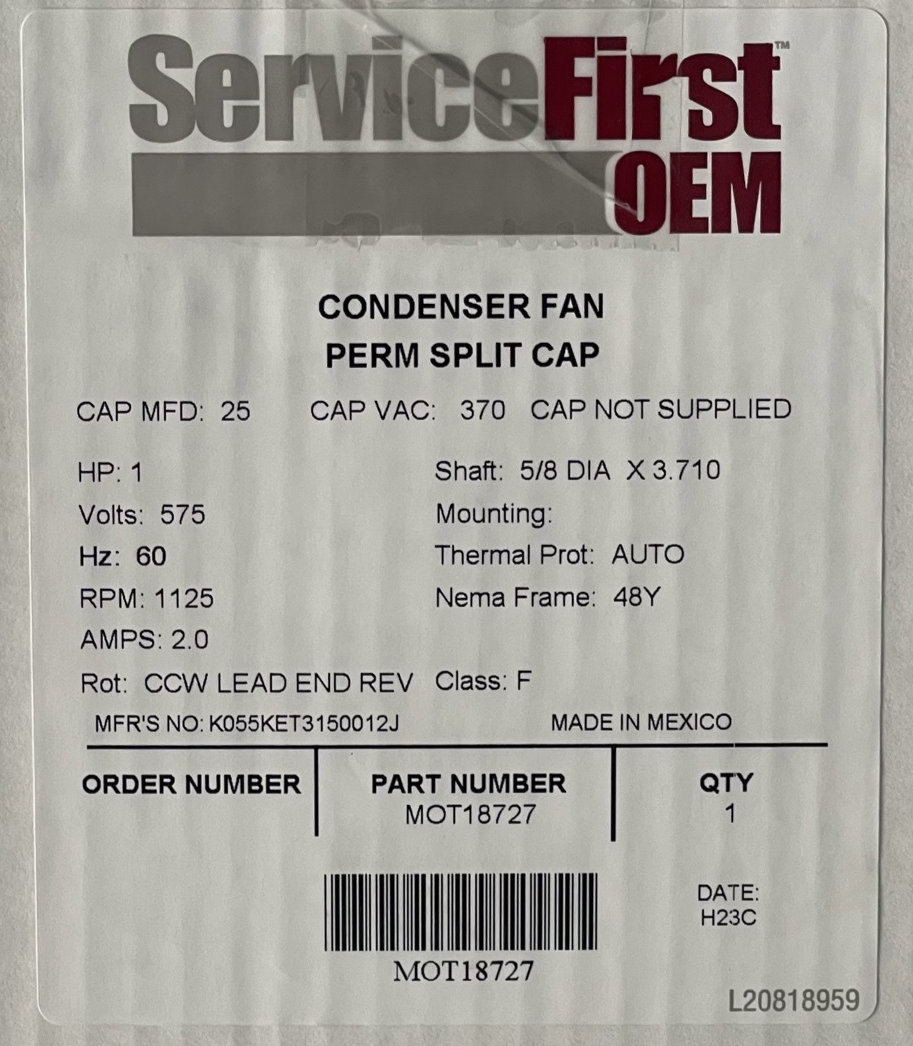 ServiceFirst™
OEM
CONDENSER FAN
PERM SPLIT CAP
CAP MFD: 25 CAP VAC: 370 CAP NOT SUPPLIED
HP: 1 Shaft: 5/8 DIA X 3.710
Volts: 575 Mounting:
Hz: 60 Thermal Prot: AUTO
RPM: 1125 Nema Frame: 48Y
AMPS: 2.0
Rot: CCW LEAD END REV Class: F
MFR'S NO: K055KET3150012J MADE IN MEXICO
ORDER NUMBER PART NUMBER QTY
MOT18727 1
DATE:
H23C
MOT18727
L20818959